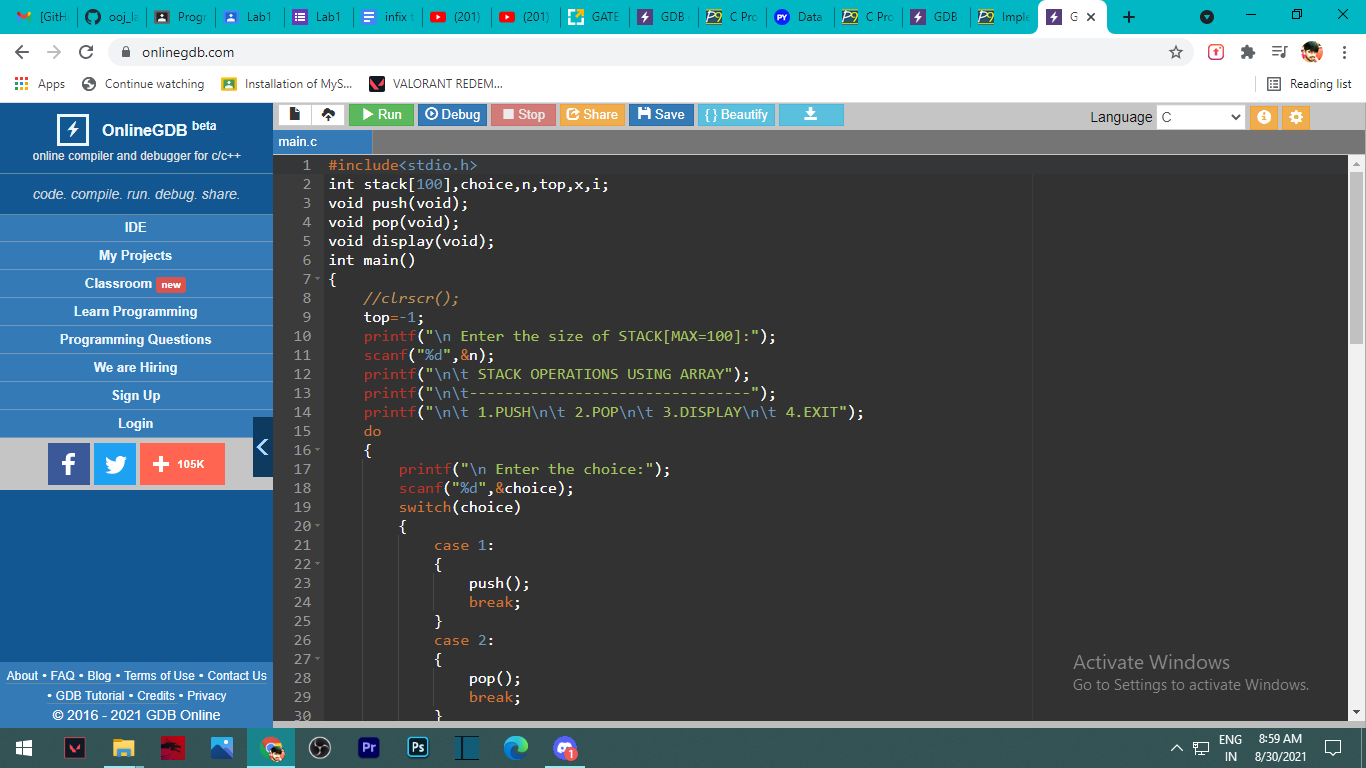 [GitH
ooj_la
Progr
Lab1
Lab1
infix t
(201)
(201)
GATE
GDB
C Pro
Data
C Pro
GDB
Imple
G
onlinegdb.com
Apps
Continue watching
Installation of MyS...
VALORANT REDEM...
Reading list
OnlineGDB beta
online compiler and debugger for c/c++
code. compile. run. debug. share.
IDE
My Projects
Classroom new
Learn Programming
Programming Questions
We are Hiring
Sign Up
Login
105K
About • FAQ • Blog • Terms of Use • Contact Us
• GDB Tutorial • Credits • Privacy
© 2016 - 2021 GDB Online
Run Debug Stop Share Save { } Beautify
Language C
main.c
1 #include<stdio.h>
2 int stack[100],choice,n,top,x,i;
3 void push(void);
4 void pop(void);
5 void display(void);
6 int main()
7 {
8 //clrscr();
9 top=-1;
10 printf("\n Enter the size of STACK[MAX=100]:");
11 scanf("%d",&n);
12 printf("\n\t STACK OPERATIONS USING ARRAY");
13 printf("\n\t--------------------------------");
14 printf("\n\t 1.PUSH\n\t 2.POP\n\t 3.DISPLAY\n\t 4.EXIT");
15 do
16 {
17 printf("\n Enter the choice:");
18 scanf("%d",&choice);
19 switch(choice)
20 {
21 case 1:
22 {
23 push();
24 break;
25 }
26 case 2:
27 {
28 pop();
29 break;
30 }
Activate Windows
Go to Settings to activate Windows.
Pr
Ps
1
ENG
IN
8:59 AM
8/30/2021